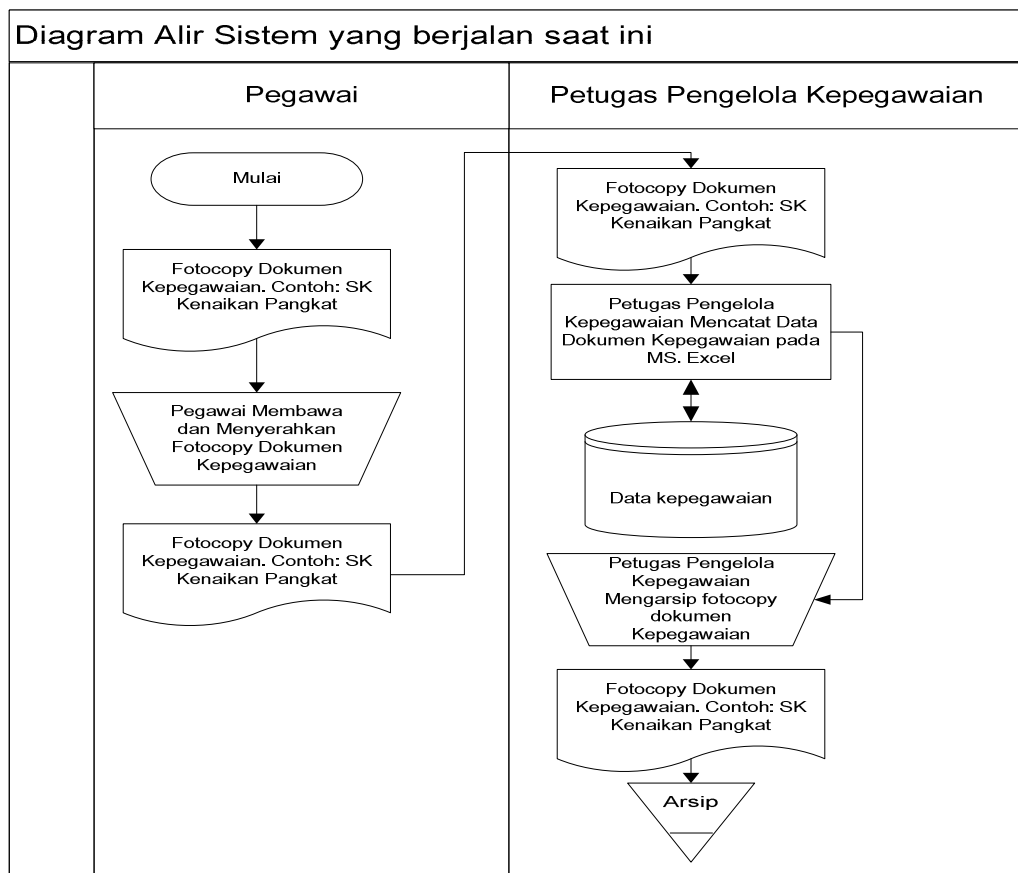 Diagram Alir Sistem yang berjalan saat ini
Pegawai
Petugas Pengelola Kepegawaian
Mulai
Fotocopy Dokumen
Kepegawaian. Contoh: SK
Kenaikan Pangkat
Pegawai Membawa
dan Menyerahkan
Fotocopy Dokumen
Kepegawaian
Fotocopy Dokumen
Kepegawaian. Contoh: SK
Kenaikan Pangkat
Fotocopy Dokumen
Kepegawaian. Contoh: SK
Kenaikan Pangkat
Petugas Pengelola
Kepegawaian Mencatat Data
Dokumen Kepegawaian pada
MS. Excel
Data kepegawaian
Petugas Pengelola
Kepegawaian
Mengarsip fotocopy
dokumen
Kepegawaian
Fotocopy Dokumen
Kepegawaian. Contoh: SK
Kenaikan Pangkat
Arsip